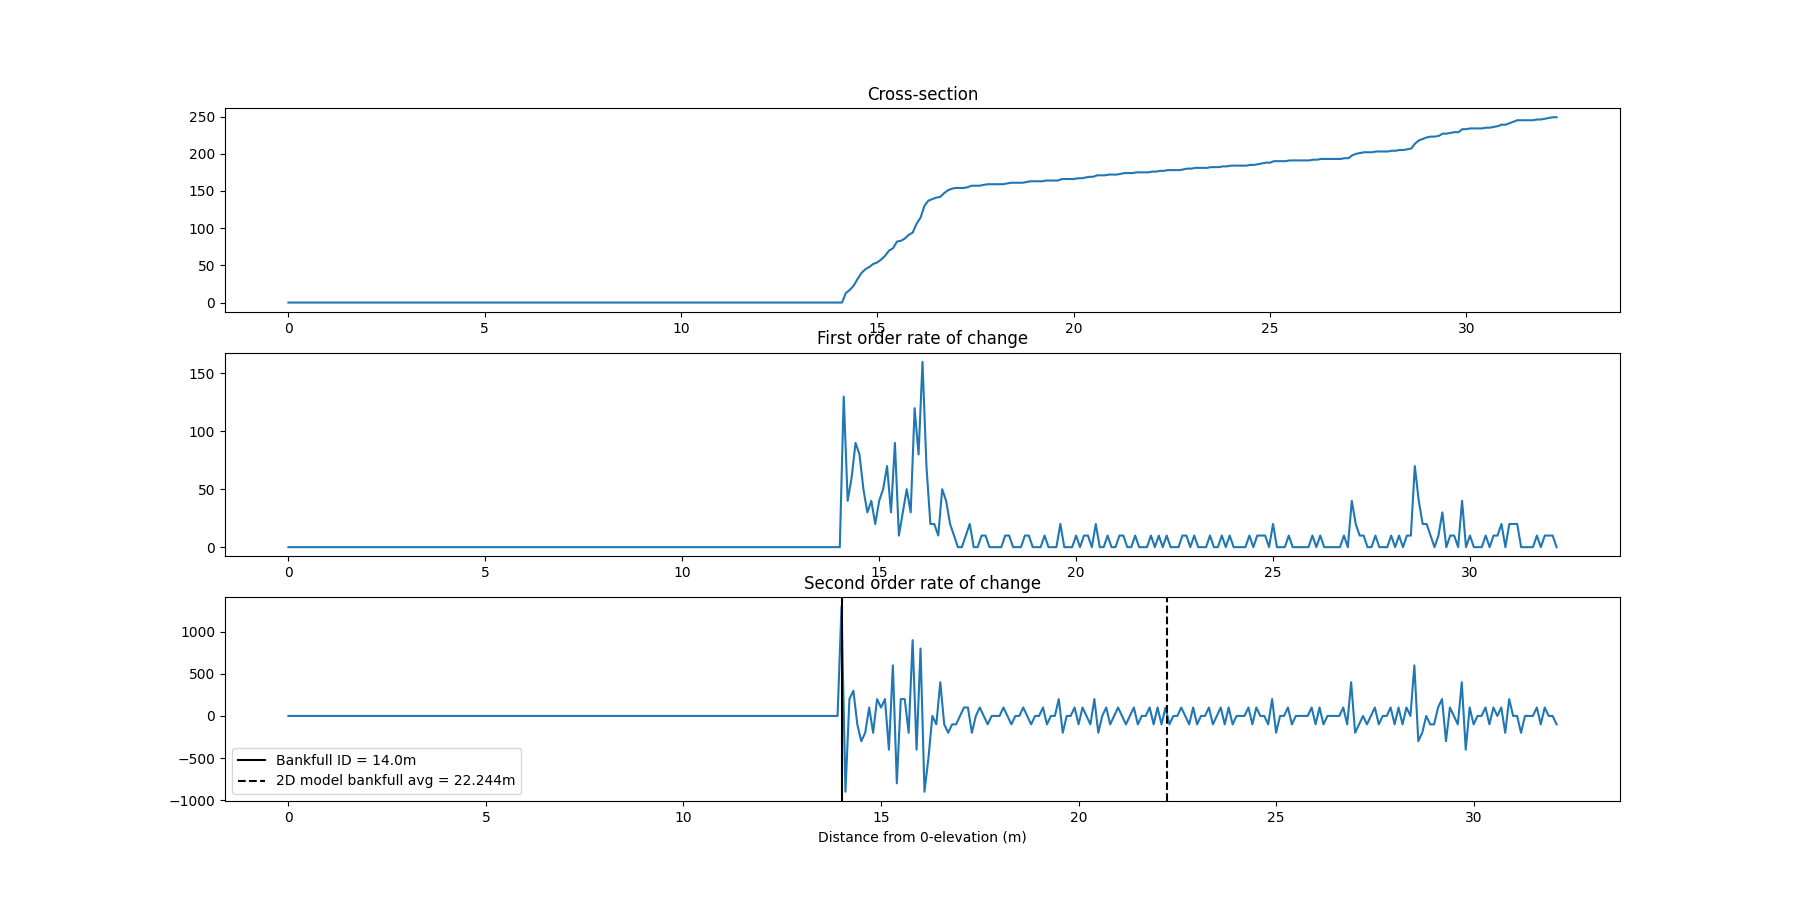 Cross-section
250
200
150
100
50
0
0 5 10 15 20 25 30
First order rate of change
150
100
50
0
0 5 10 15 20 25 30
Second order rate of change
1000
500
0
−500
−1000
Bankfull ID = 14.0m
2D model bankfull avg = 22.244m
0 5 10 15 20 25 30
Distance from 0-elevation (m)